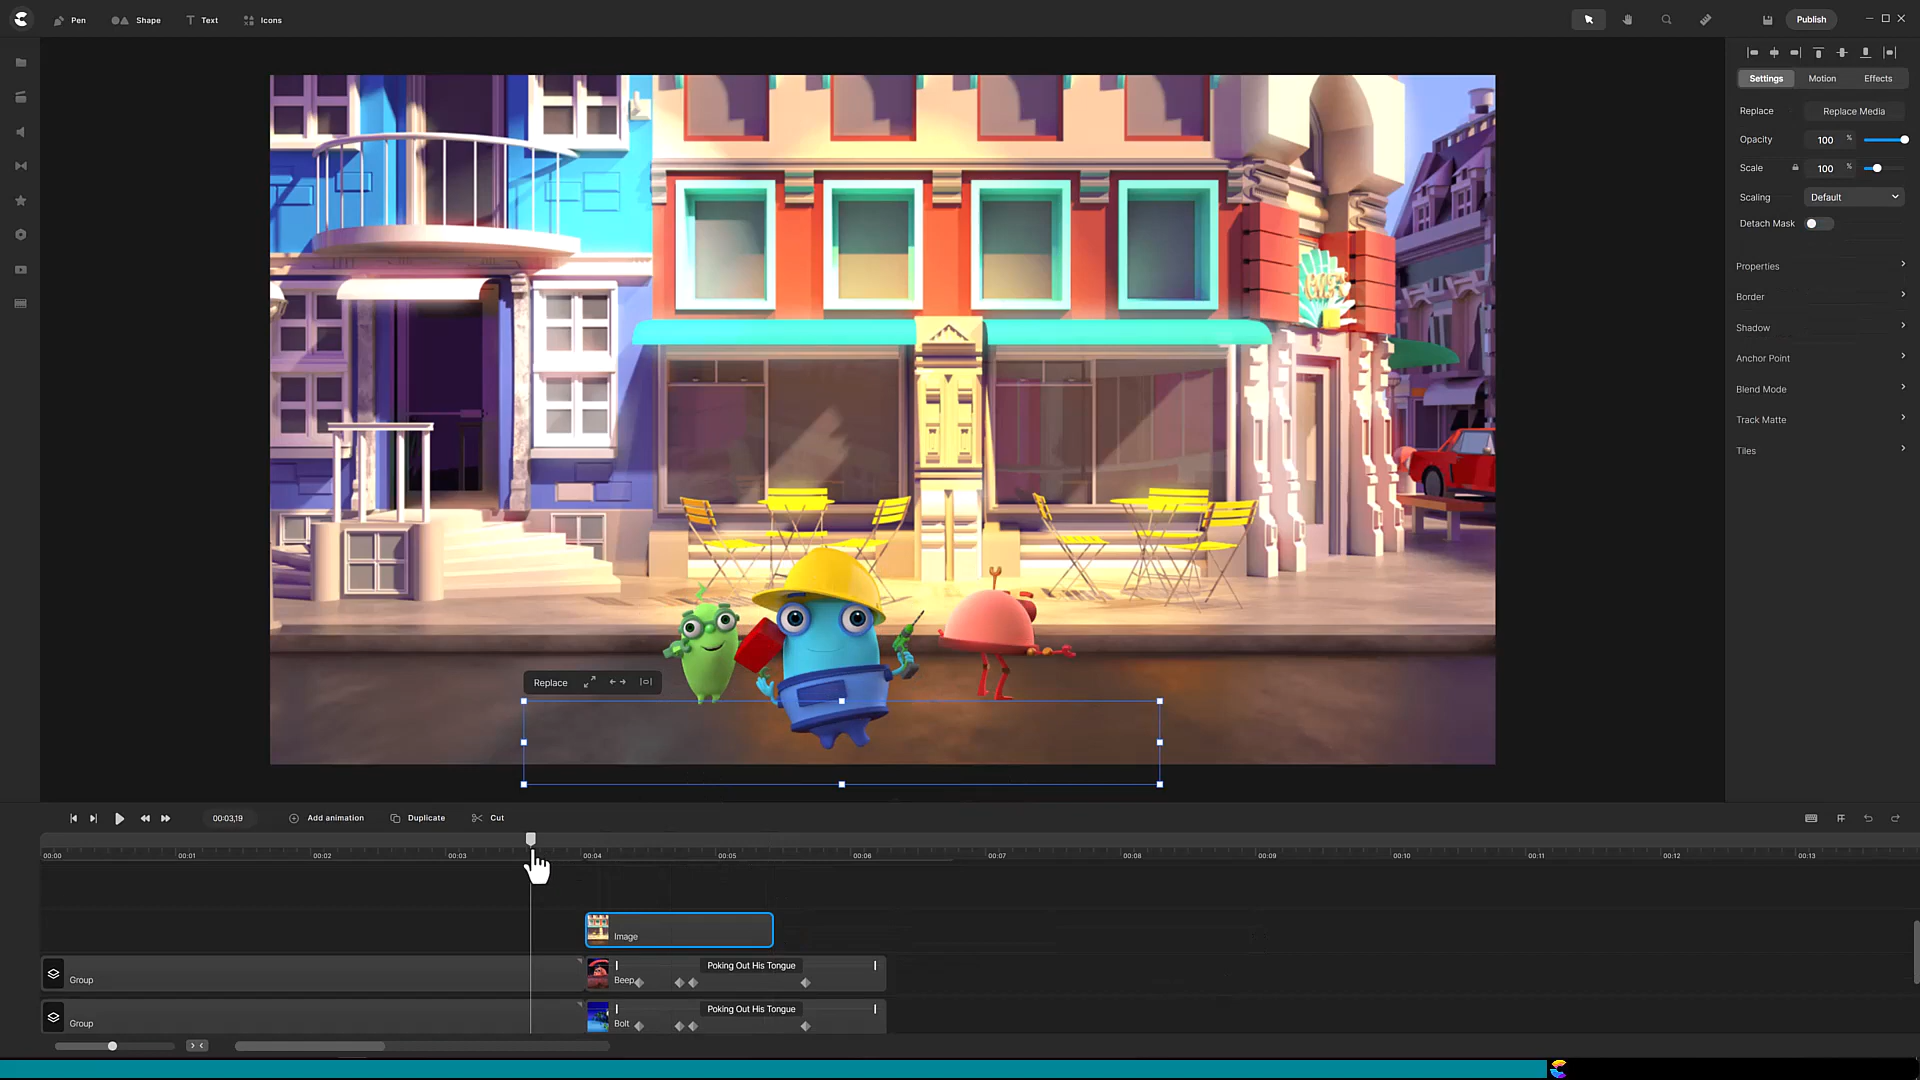 Pen
Shape
Text
Icons
Publish
Settings
Motion
Effects
Replace
Replace Media
Opacity
100 %
Scale
100 %
Scaling
Default
Detach Mask
Properties
Border
Shadow
Anchor Point
Blend Mode
Track Matte
Tiles
Replace
00:03,19
Add animation
Duplicate
Cut
00:00
00:01
00:02
00:03
00:04
00:05
00:06
00:07
00:08
00:09
00:10
00:11
00:12
00:13
Image
Group
Beep
Poking Out His Tongue
Group
Bolt
Poking Out His Tongue